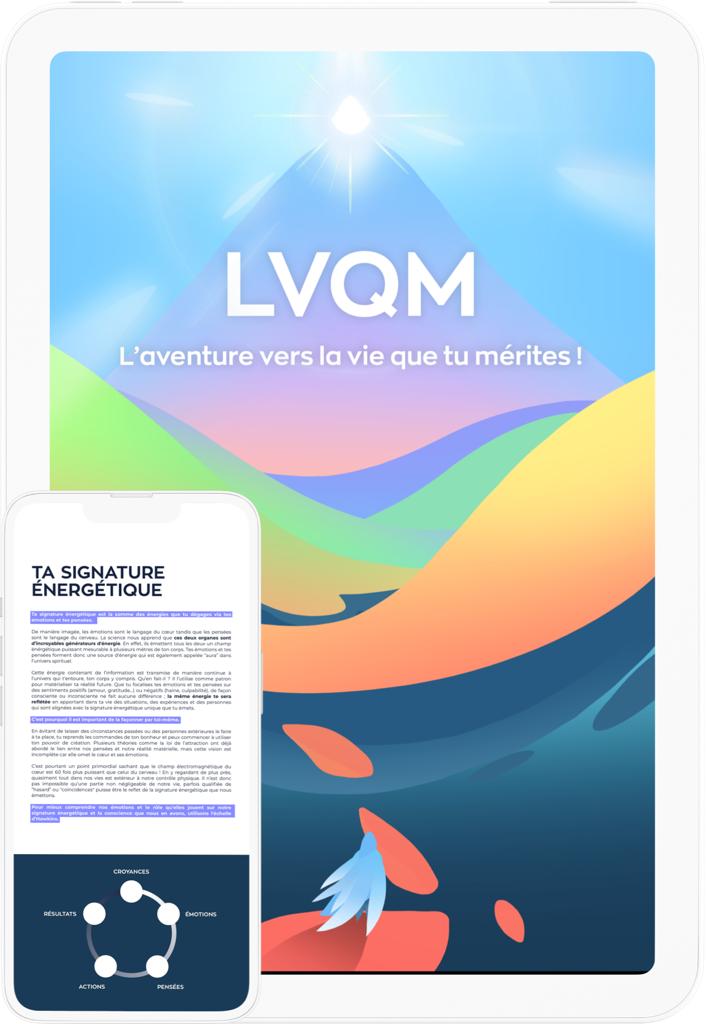 LVQM
L'aventure vers la vie que tu mérites !
TA SIGNATURE
ÉNERGÉTIQUE
Ta signature énergétique est la somme des énergies que tu dégages via tes
émotions et tes pensées.
De manière imagée, les émotions sont le langage du cœur tandis que les pensées
sont le langage du cerveau. La science nous apprend que ces deux organes sont
d'incroyables générateurs d'énergie. En effet, ils émettent tous les deux un champ
énergétique puissant mesurable à plusieurs mètres de ton corps. Tes émotions et tes
pensées forment donc une source d'énergie qui est également appelée "aura" dans
l'univers spirituel.
Cette énergie contenant de l'information est transmise de manière continue à
l'univers qui t'entoure, ton corps y compris. Qu'en fait-il ? Il l'utilise comme patron
pour matérialiser ta réalité future. Que tu focalises les émotions et tes pensées sur
des sentiments positifs (amour, gratitude...) ou négatifs (haine, culpabilité), de façon
consciente ou inconsciente ne fait aucune différence ; la même énergie te sera
reflétée en apportant dans ta vie des situations, des expériences et des personnes
qui sont alignées avec la signature énergétique unique que tu émets.
C'est pourquoi il est important de la façonner par toi-même.
En évitant de laisser des circonstances passées ou des personnes extérieures le faire
à ta place, tu reprends les commandes de ton bonheur et peux commencer à utiliser
ton pouvoir de création. Plusieurs théories comme la loi de l'attraction ont déjà
abordé le lien entre nos pensées et notre réalité matérielle, mais cette vision est
incomplète car elle omet le cœur et ses émotions.
C'est pourtant un point primordial sachant que le champ électromagnétique du
cœur est 60 fois plus puissant que celui du cerveau ! En y regardant de plus près,
quasiment tout dans nos vies est extérieur à notre contrôle physique. Il n'est donc
pas impossible qu'une partie non négligeable de notre vie, parfois qualifiée de
"hasard" ou "coïncidences" puisse être le reflet de la signature énergétique que nous
émettons.
Pour mieux comprendre nos émotions et le rôle qu'elles jouent sur notre
signature énergétique et la conscience que nous en avons, utilisons l'échelle
d'Hawkins.
CROYANCES
RÉSULTATS
ÉMOTIONS
ACTIONS
PENSÉES